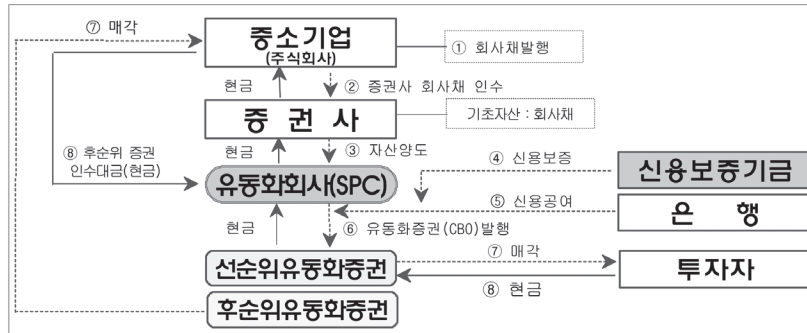 ⑦ 매각
중소기업
(주식회사)
① 회사채발행
현금
② 증권사 회사채 인수
증 권 사
기초자산 : 회사채
⑧ 후순위 증권
인수대금(현금)
현금
③ 자산양도
④ 신용보증
신용보증기금
유동화회사(SPC)
⑤ 신용공여
은 행
현금
⑥ 유동화증권(CBO)발행
선순위유동화증권
⑦ 매각
투자자
⑧ 현금
후순위유동화증권